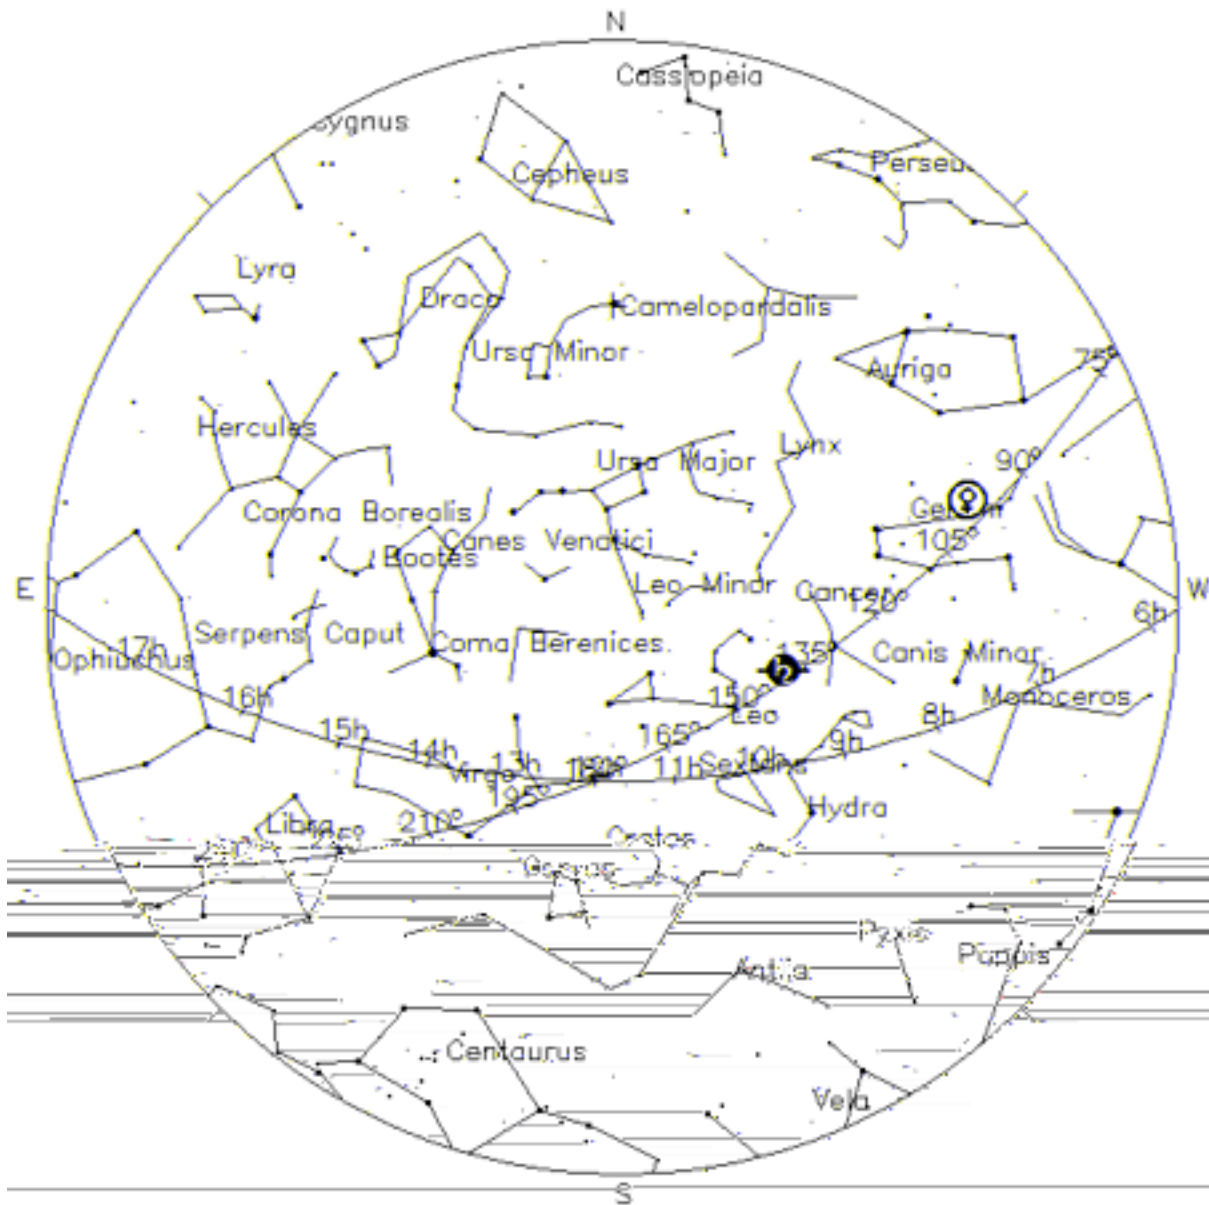 N
Cassiopeia
Cygnus
Perseu
Cepheus
Lyra
Draco
Camelopardalis
Ursa Minor
Auriga
75°
Hercules
Ursa Major
Lynx
90°
Corona Borealis
Gemini
Canes Venatici
105°
Bootes
E
Leo Minor
Cancer
W
120°
6h
Serpens Caput
Coma Berenices
135°
Canis Minor
17h
Ophiuchus
7h
16h
150°
Monoceros
Leo
8h
15h
165°
9h
14h
13h
11h
10h
Sextans
Virgo
195°
Hydra
Libra
210°
Crater
Corvus
Pyxis
Puppis
Antlia
Centaurus
Vela
S